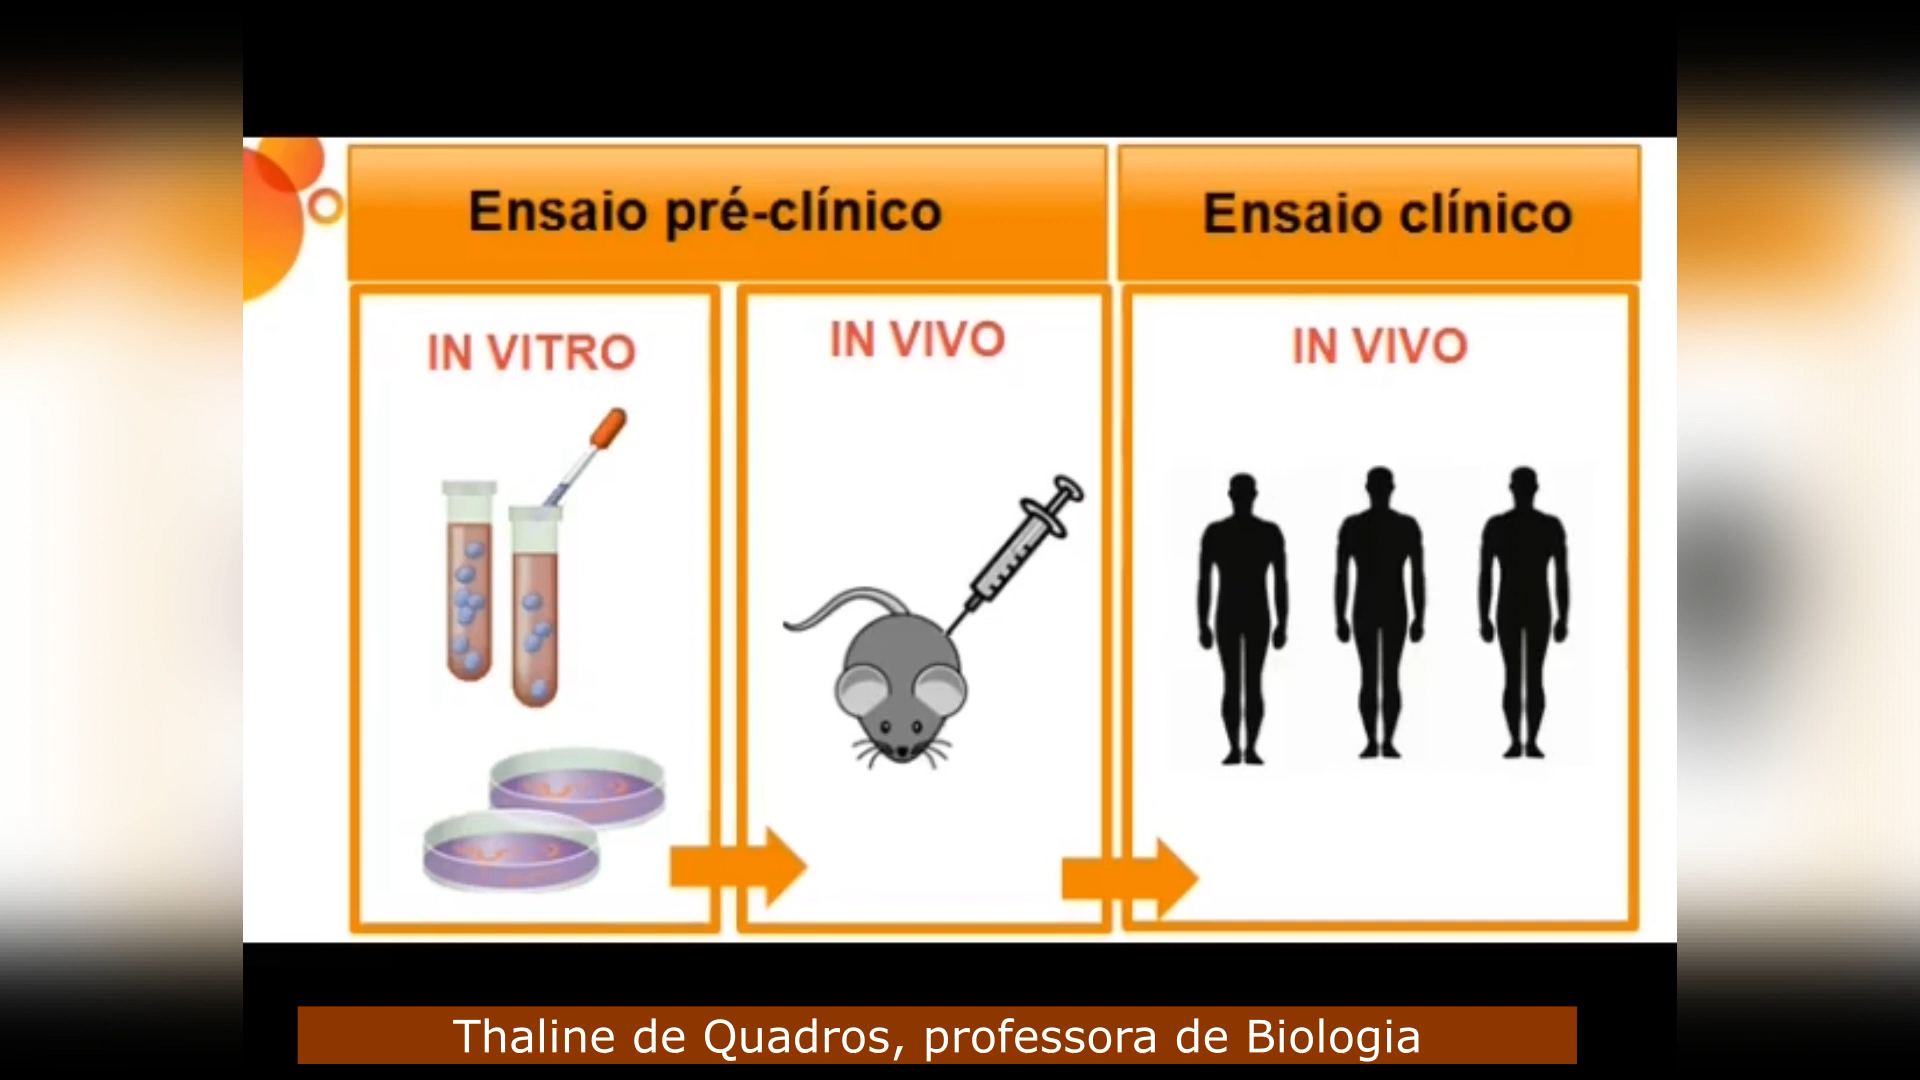 Ensaio pré-clínico
Ensaio clínico
IN VITRO
IN VIVO
IN VIVO
Thaline de Quadros, professora de Biologia